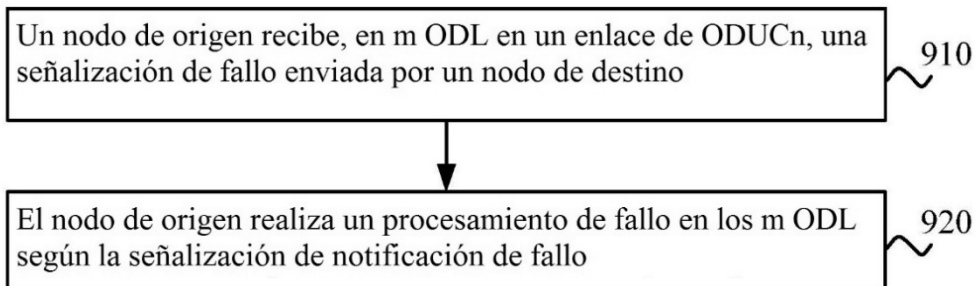 Un nodo de origen recibe, en m ODL en un enlace de ODUCn, una
señalización de fallo enviada por un nodo de destino
910
El nodo de origen realiza un procesamiento de fallo en los m ODL
según la señalización de notificación de fallo
920